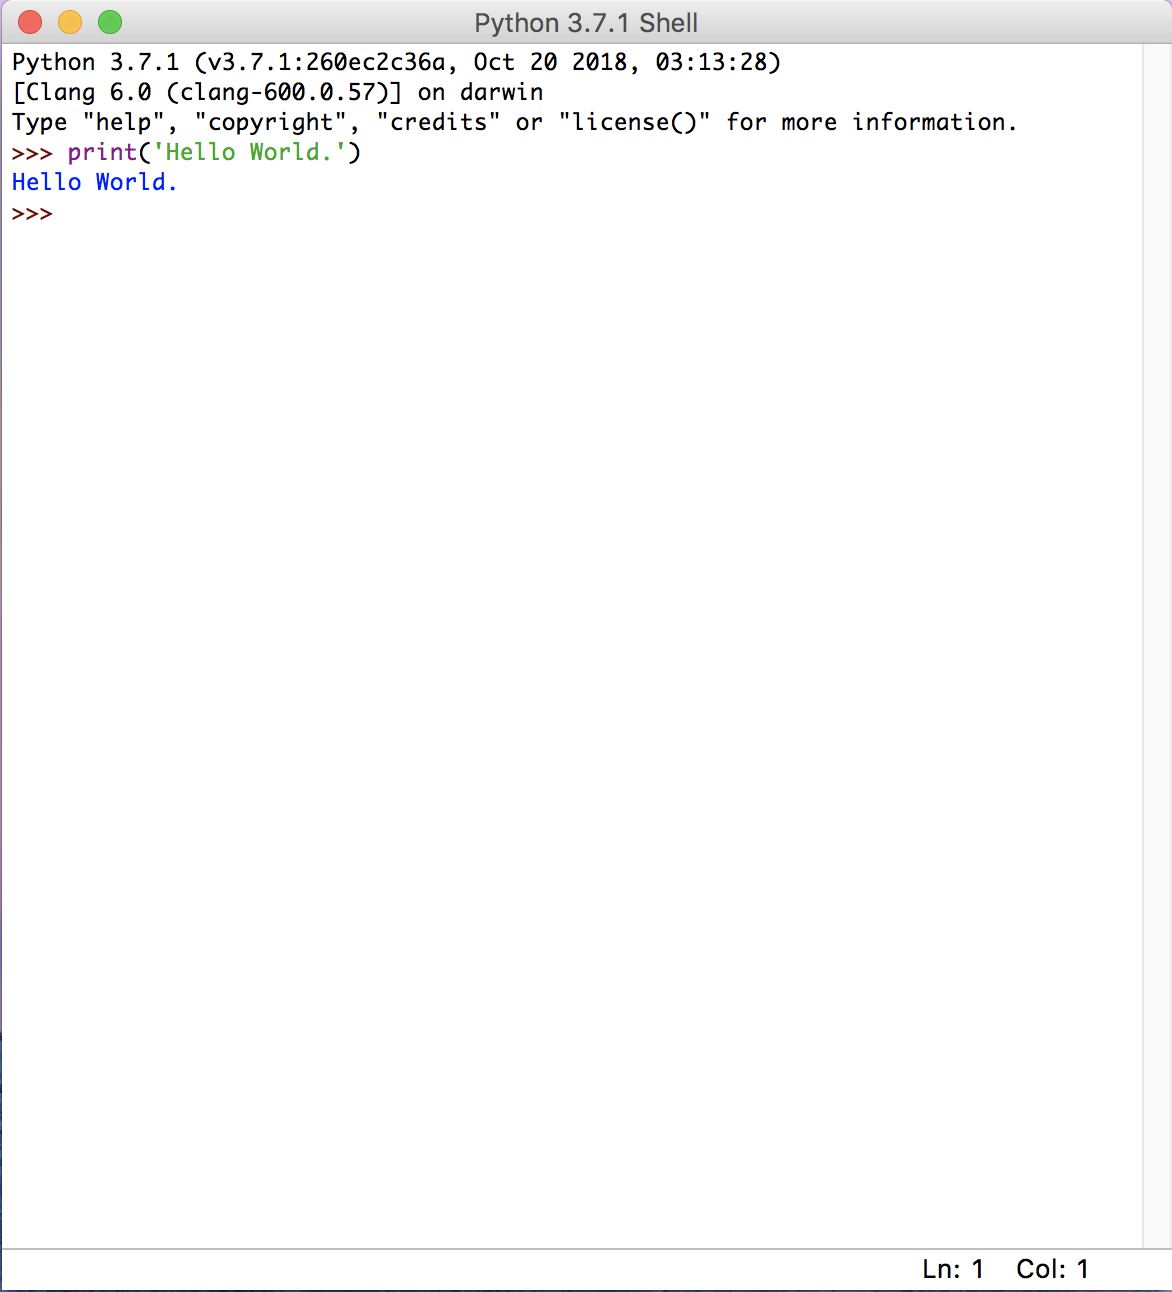 Python 3.7.1 Shell
Python 3.7.1 (v3.7.1:260ec2c36a, Oct 20 2018, 03:13:28)
[Clang 6.0 (clang-600.0.57)] on darwin
Type "help", "copyright", "credits" or "license()" for more information.
>>> print('Hello World.')
Hello World.
>>>
Ln: 1 Col: 1